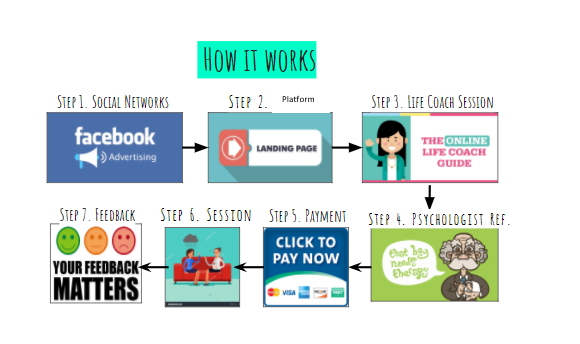 How it works
Step 1. Social Networks
Step 2. Platform
Step 3. Life Coach Session
facebook
Advertising
LANDING PAGE
THE ONLINE
LIFE COACH
GUIDE
Step 7. Feedback
Step 6. Session
Step 5. Payment
Step 4. Psychologist Ref.
YOUR FEEDBACK
MATTERS
CLICK TO
PAY NOW
VISA
that boy
needs
therapy